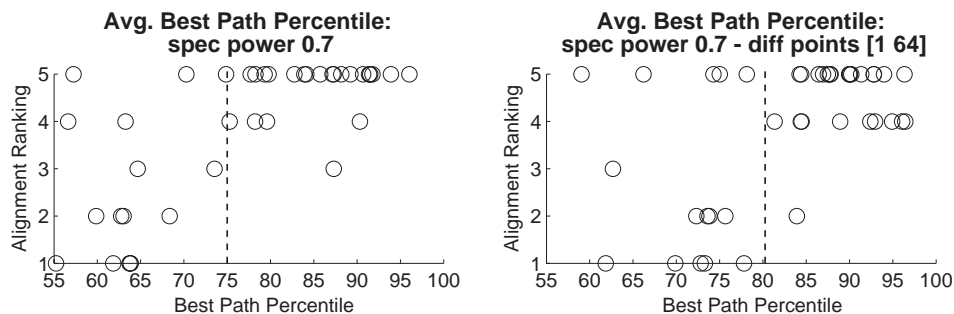 Avg. Best Path Percentile:
spec power 0.7
5
4
3
2
1
Alignment Ranking
55 60 65 70 75 80 85 90 95 100
Best Path Percentile
Avg. Best Path Percentile:
spec power 0.7 - diff points [1 64]
5
4
3
2
1
Alignment Ranking
55 60 65 70 75 80 85 90 95 100
Best Path Percentile